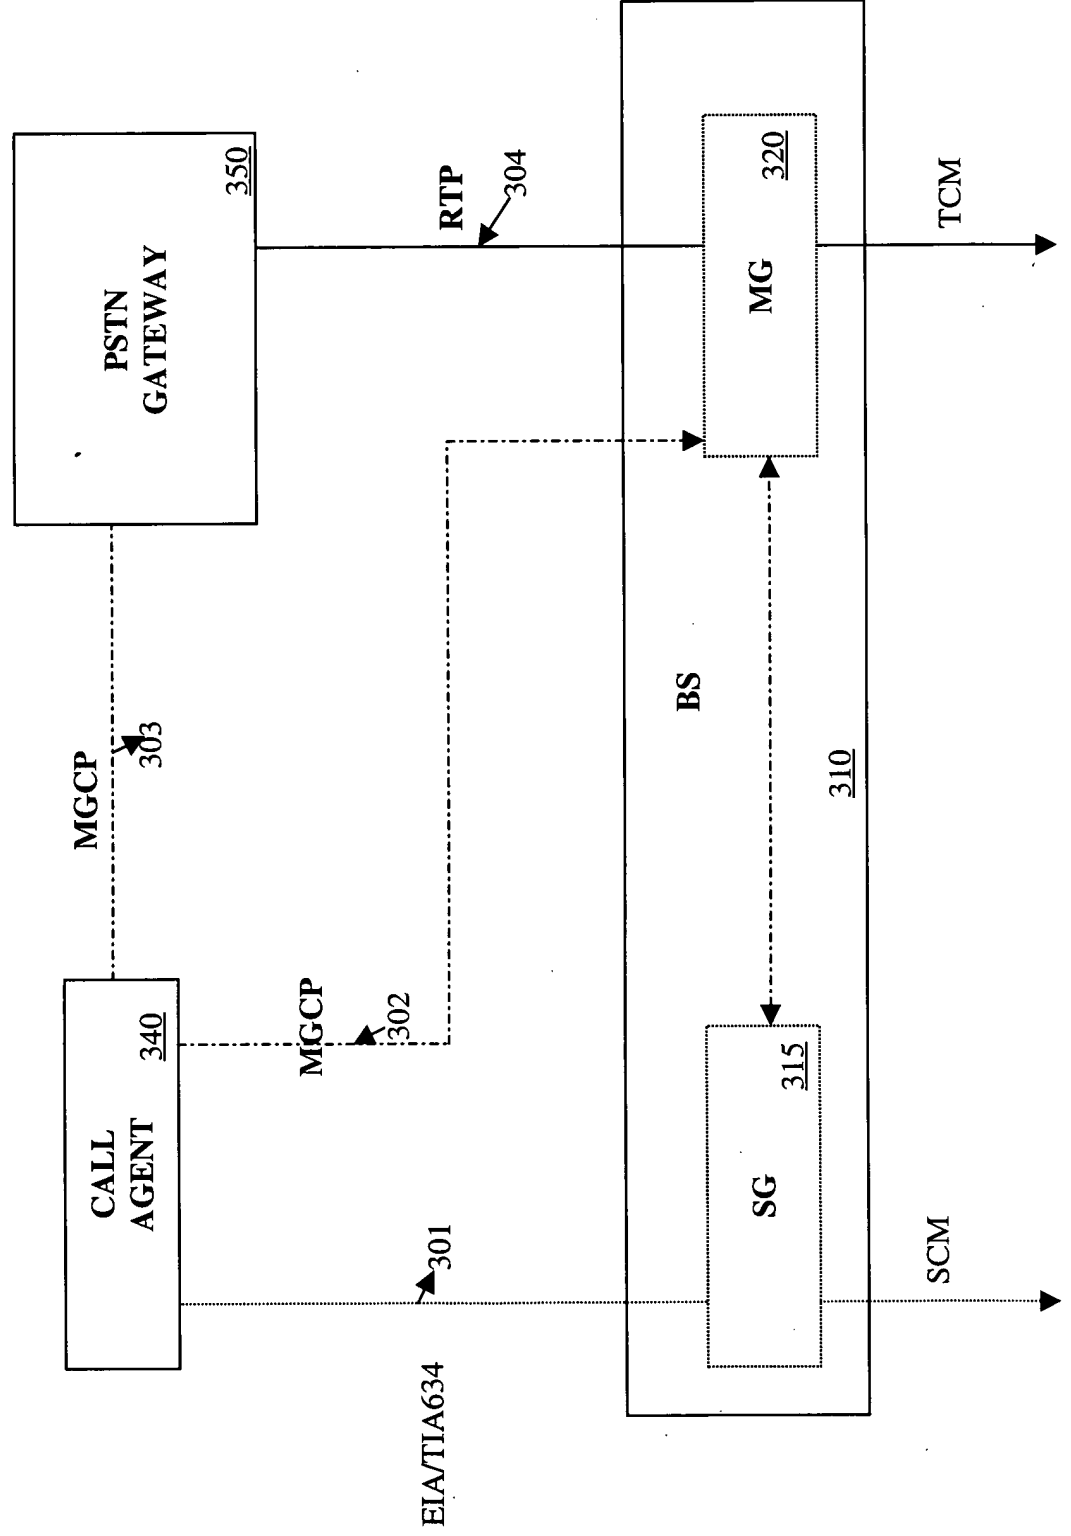 CALL
AGENT
340
MGCP
303
PSTN
GATEWAY
350
EIA/TIA634
301
MGCP
302
RTP
304
BS
SG
315
MG
320
310
SCM
TCM